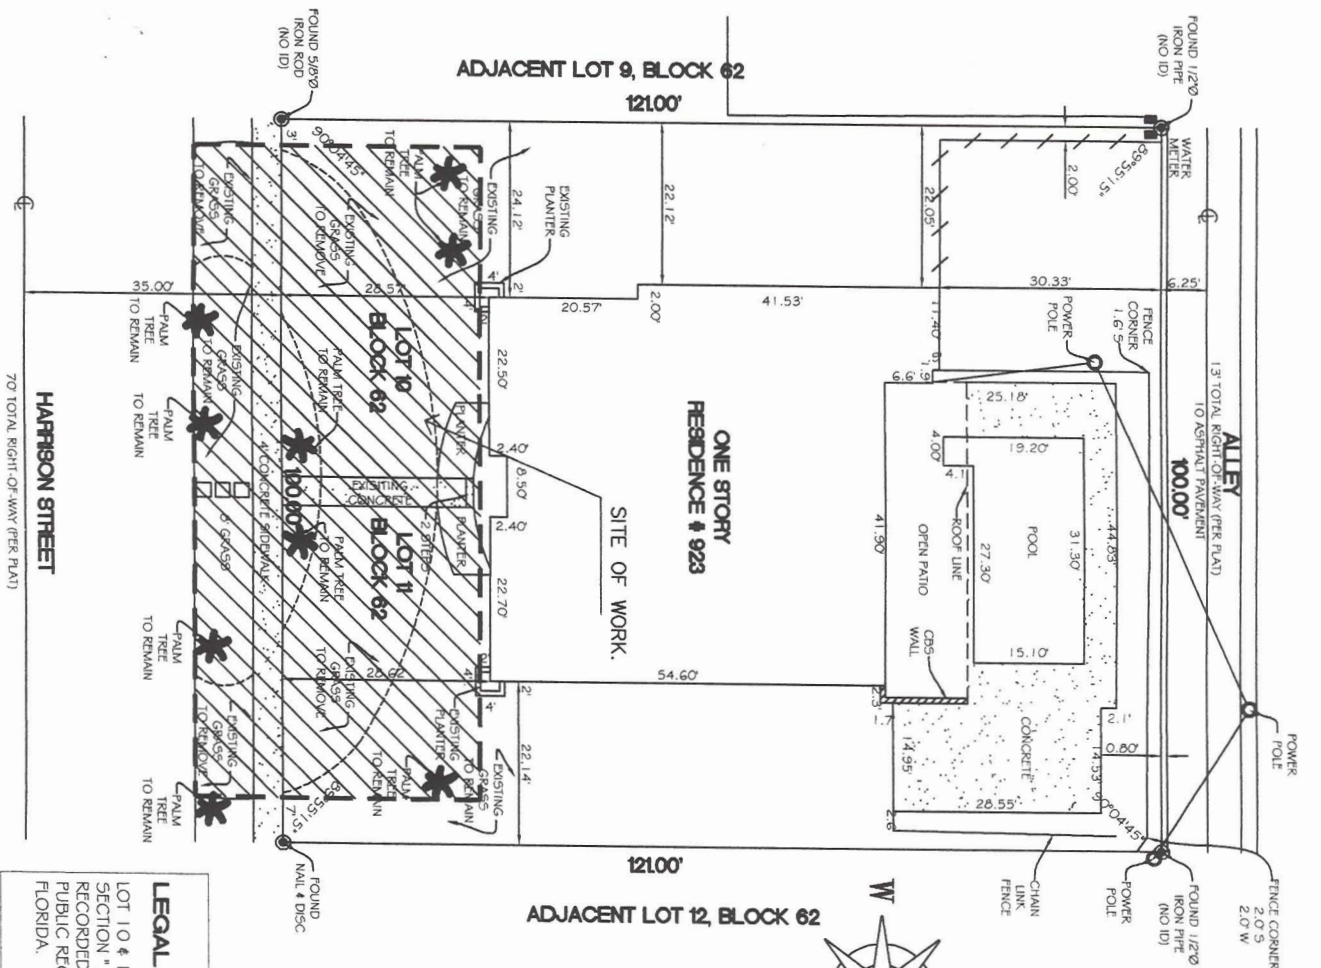 FOUND 5/8"Ø
IRON ROD
(NO ID)
ADJACENT LOT 9, BLOCK 62
121.00'
FOUND 1/2"Ø
IRON PIPE
(NO ID)
WATER
METER
89°55'15"
2.00'
3'
90°04'45"
PALM
TREE
TO REMAIN
EXISTING
GRASS
TO REMAIN
EXISTING
PLANTER
24.12'
22.12'
22.05'
EXISTING
GRASS
TO REMOVE
EXISTING
GRASS
TO REMOVE
4'
2'
35.00'
28.57'
20.57'
2.00'
41.53'
30.33'
6.25'
11.40'
POWER
POLE
FENCE
CORNER
1.6'S
PALM
TREE
TO REMAIN
PALM
TREE
TO REMAIN
EXISTING
GRASS
TO REMAIN
LOT 10
BLOCK 62
PALM TREE
TO REMAIN
22.50'
PLANTER
2.40'
8.50'
2.40'
6.6'
1.9'
25.18'
4.00'
4.1'
19.20'
HARRISON STREET
70' TOTAL RIGHT-OF-WAY (PER PLAT)
6' GRASS
4' CONCRETE SIDEWALK
100.00'
EXISITING
CONCRETE
2 STEPS
LOT 11
BLOCK 62
PALM TREE
TO REMAIN
PLANTER
22.70'
SITE OF WORK.
ONE STORY
RESIDENCE # 923
41.90'
OPEN PATIO
ROOF LINE
27.30'
POOL
31.30'
44.83'
15.10'
CBS
WALL
ALLEY
13' TOTAL RIGHT-OF-WAY (PER PLAT)
10 ASPHALT PAVEMENT
100.00'
PALM
TREE
TO REMAIN
28.62'
4'
2'
4'
54.60'
2.3'
1.7'
EXISTING
GRASS
TO REMOVE
EXISTING
GRASS
TO REMOVE
EXISTING
PLANTER
PALM
TREE
TO REMAIN
EXISTING
GRASS
TO REMAIN
22.14'
14.95'
CONCRETE
2.1'
0.80'
4.53'
28.55'
2.6'
90°04'45"
POWER
POLE
PALM
TREE
TO REMAIN
89°55'15"
FOUND
NAIL & DISC
121.00'
ADJACENT LOT 12, BLOCK 62
CHAIN
LINK
FENCE
POWER
POLE
FOUND 1/2"Ø
IRON PIPE
(NO ID)
FENCE CORNER
2.0'S
2.0'W
W
LEGAL
LOT 10 &
SECTION "
RECORDED
PUBLIC REC
FLORIDA.